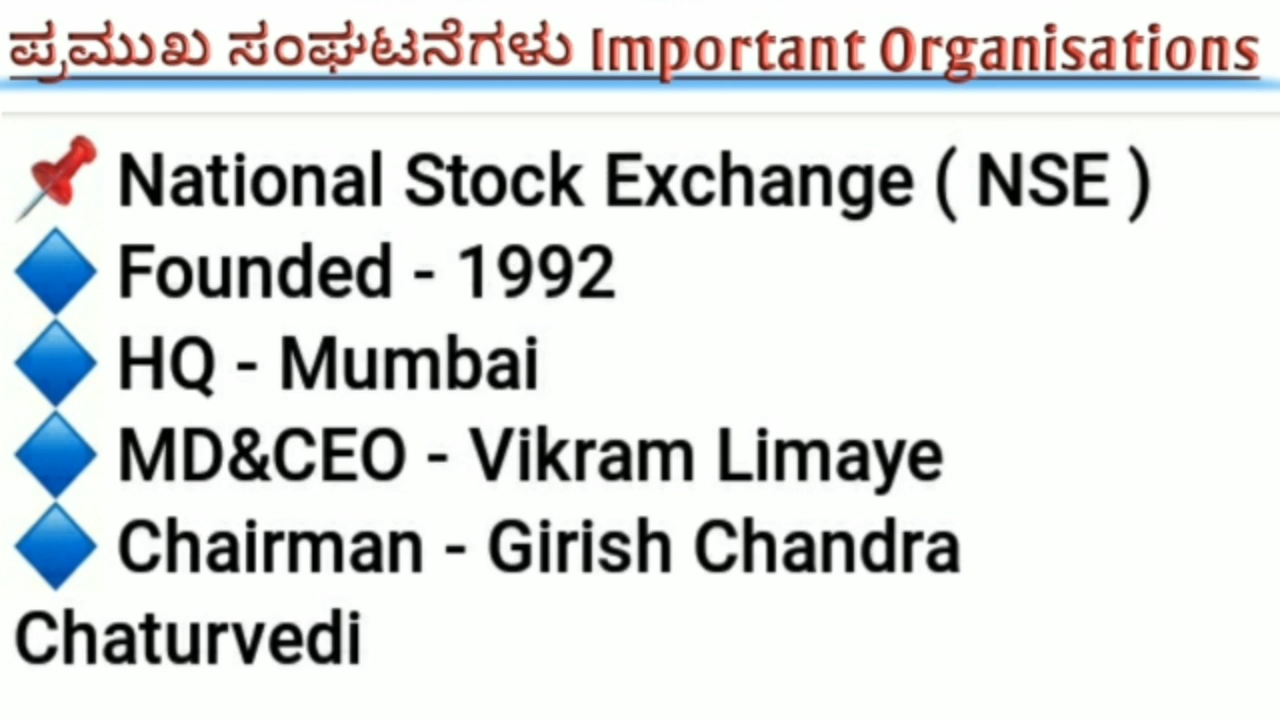 ಪ್ರಮುಖ ಸಂಘಟನೆಗಳು Important Organisations
📌 National Stock Exchange ( NSE )
🔷 Founded - 1992
🔷 HQ - Mumbai
🔷 MD&CEO - Vikram Limaye
🔷 Chairman - Girish Chandra
Chaturvedi